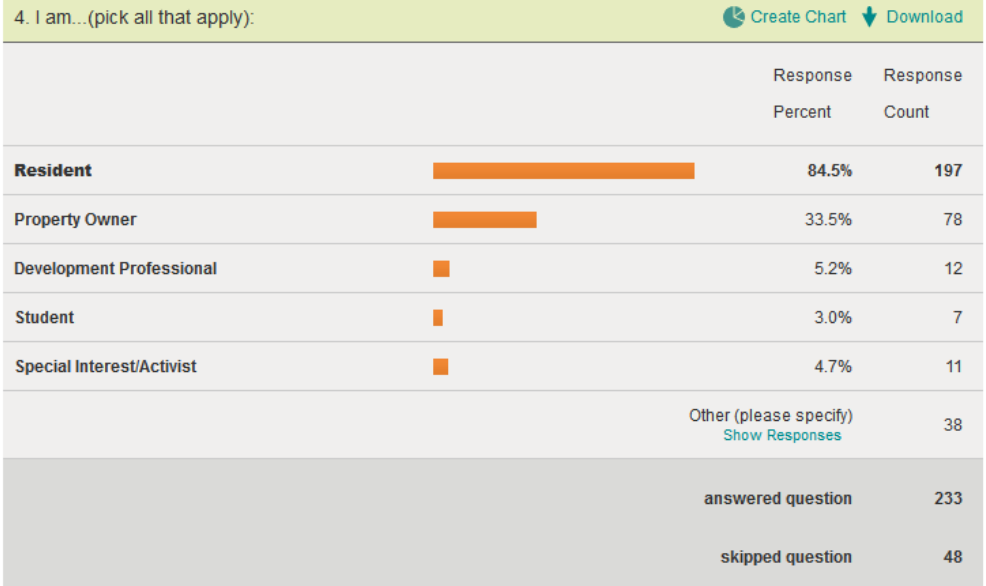 4. I am...(pick all that apply): Create Chart Download
Response Response
Percent Count
Resident 84.5% 197
Property Owner 33.5% 78
Development Professional 5.2% 12
Student 3.0% 7
Special Interest/Activist 4.7% 11
Other (please specify) 38
Show Responses
answered question 233
skipped question 48